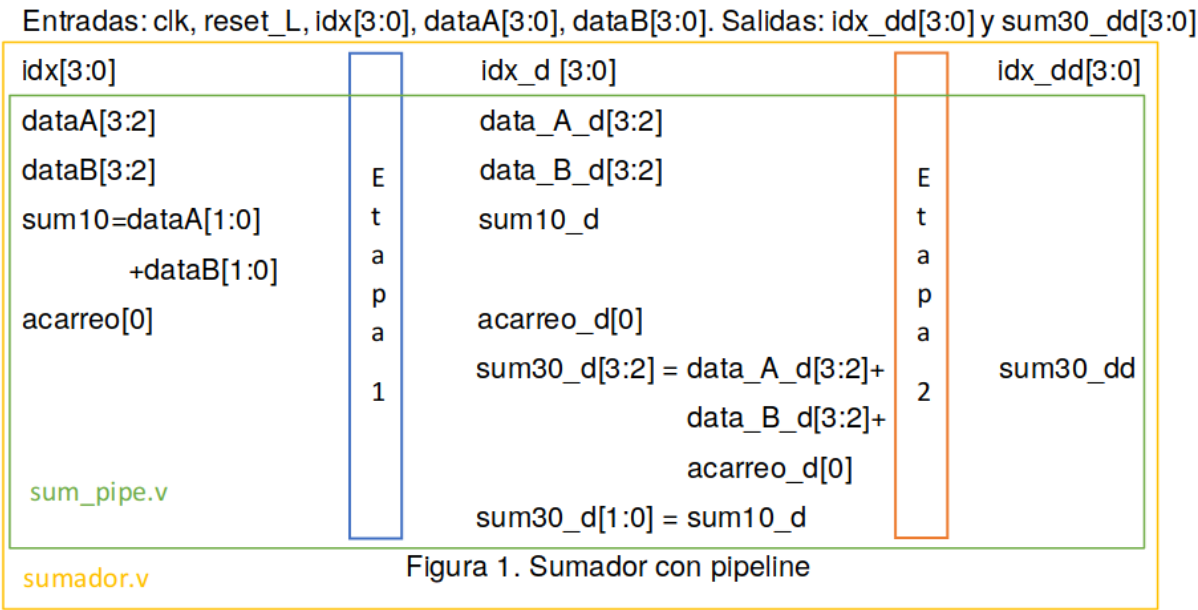 Entradas: clk, reset_L, idx[3:0], dataA[3:0], dataB[3:0]. Salidas: idx_dd[3:0] y sum30_dd[3:0]
idx[3:0]
dataA[3:2]
dataB[3:2]
sum10=dataA[1:0]
+dataB[1:0]
acarreo[0]
Etapa 1
idx_d [3:0]
data_A_d[3:2]
data_B_d[3:2]
sum10_d
acarreo_d[0]
sum30_d[3:2] = data_A_d[3:2]+
data_B_d[3:2]+
acarreo_d[0]
sum30_d[1:0] = sum10_d
Etapa 2
idx_dd[3:0]
sum30_dd
sum_pipe.v
Figura 1. Sumador con pipeline
sumador.v